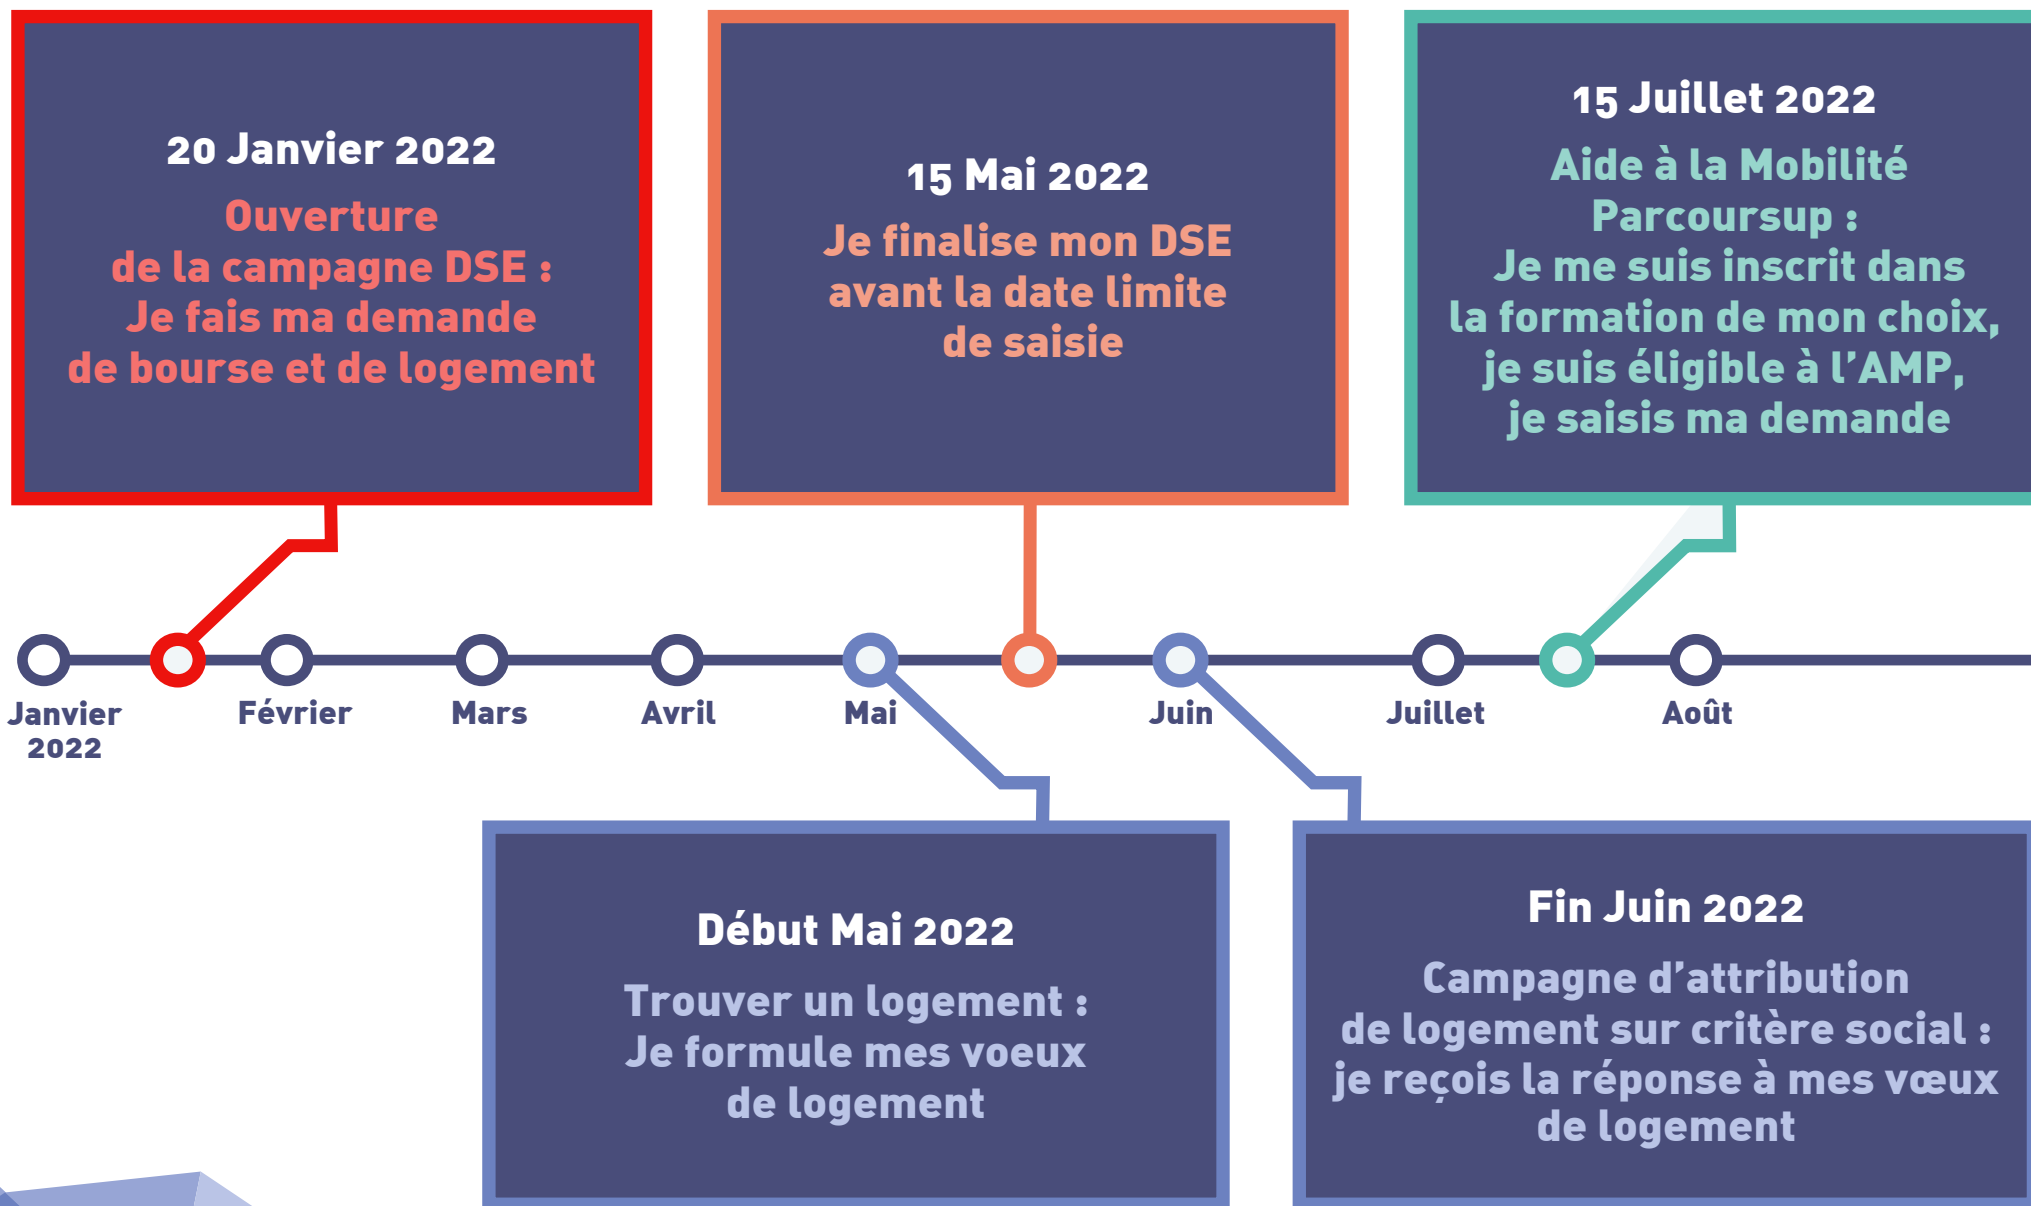 20 Janvier 2022
Ouverture
de la campagne DSE :
Je fais ma demande
de bourse et de logement
15 Mai 2022
Je finalise mon DSE
avant la date limite
de saisie
15 Juillet 2022
Aide à la Mobilité
Parcoursup :
Je me suis inscrit dans
la formation de mon choix,
je suis éligible à l’AMP,
je saisis ma demande
Janvier
2022
Février
Mars
Avril
Mai
Juin
Juillet
Août
Début Mai 2022
Trouver un logement :
Je formule mes voeux
de logement
Fin Juin 2022
Campagne d’attribution
de logement sur critère social :
je reçois la réponse à mes vœux
de logement